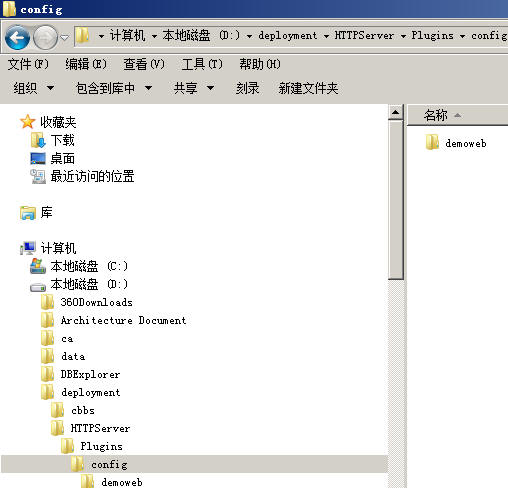 config
计算机 本地磁盘 (D:) deployment HTTPServer Plugins config
文件(F) 编辑(E) 查看(V) 工具(T) 帮助(H)
组织 包含到库中 共享 刻录 新建文件夹
收藏夹
下载
桌面
最近访问的位置
库
计算机
本地磁盘 (C:)
本地磁盘 (D:)
360Downloads
Architecture Document
ca
data
DBExplorer
deployment
cbbs
HTTPServer
Plugins
config
demoweb
名称
demoweb